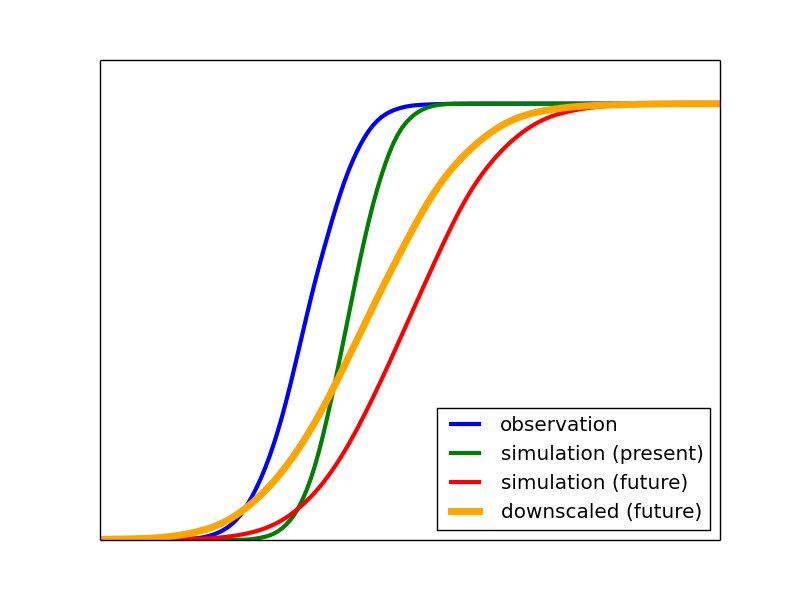 observation
simulation (present)
simulation (future)
downscaled (future)